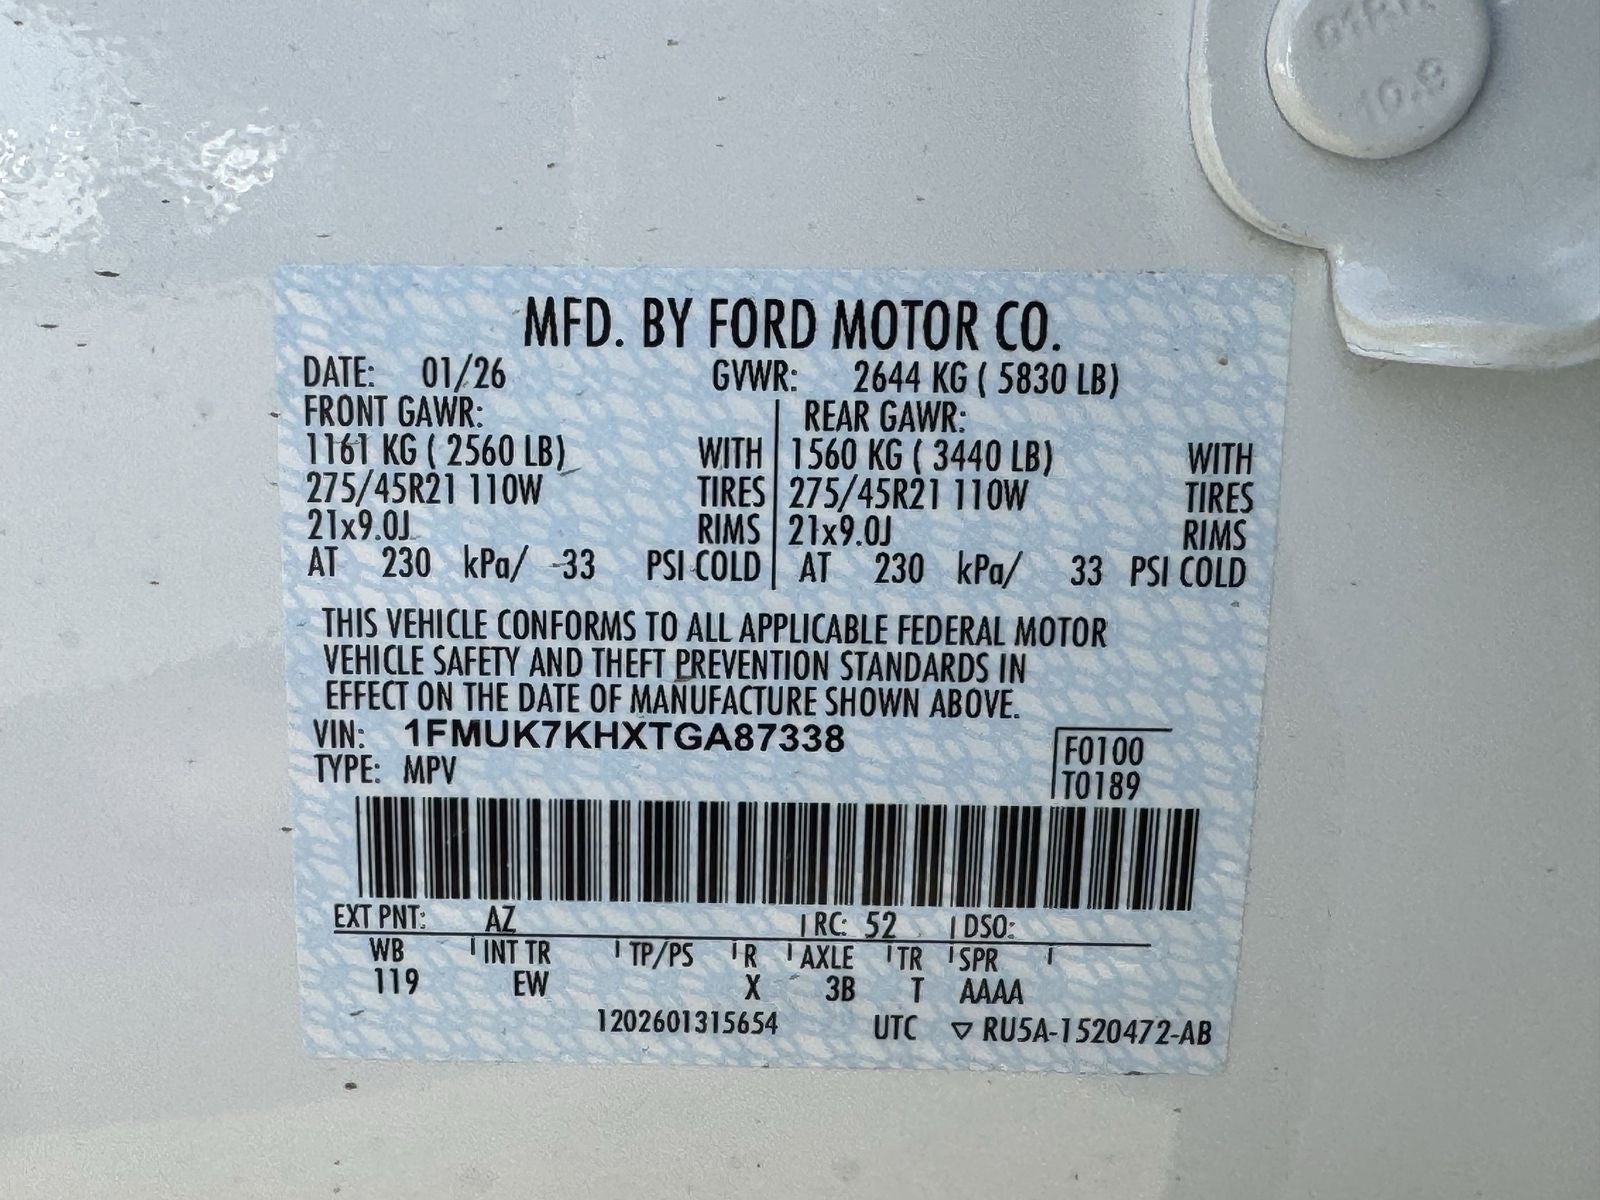 10.8
MFD. BY FORD MOTOR CO.
DATE: 01/26 GVWR: 2644 KG ( 5830 LB)
FRONT GAWR: REAR GAWR:
1161 KG ( 2560 LB) WITH 1560 KG ( 3440 LB) WITH
275/45R21 110W TIRES 275/45R21 110W TIRES
21x9.0J RIMS 21x9.0J RIMS
AT 230 kPa/ 33 PSI COLD AT 230 kPa/ 33 PSI COLD
THIS VEHICLE CONFORMS TO ALL APPLICABLE FEDERAL MOTOR
VEHICLE SAFETY AND THEFT PREVENTION STANDARDS IN
EFFECT ON THE DATE OF MANUFACTURE SHOWN ABOVE.
VIN: 1FMUK7KHXTGA87338 F0100
TYPE: MPV T0189
EXT PNT: AZ RC: 52 DSO:
WB INT TR TP/PS R AXLE TR SPR
119 EW X 3B T AAAA
1202601315654 UTC ▽ RU5A-1520472-AB